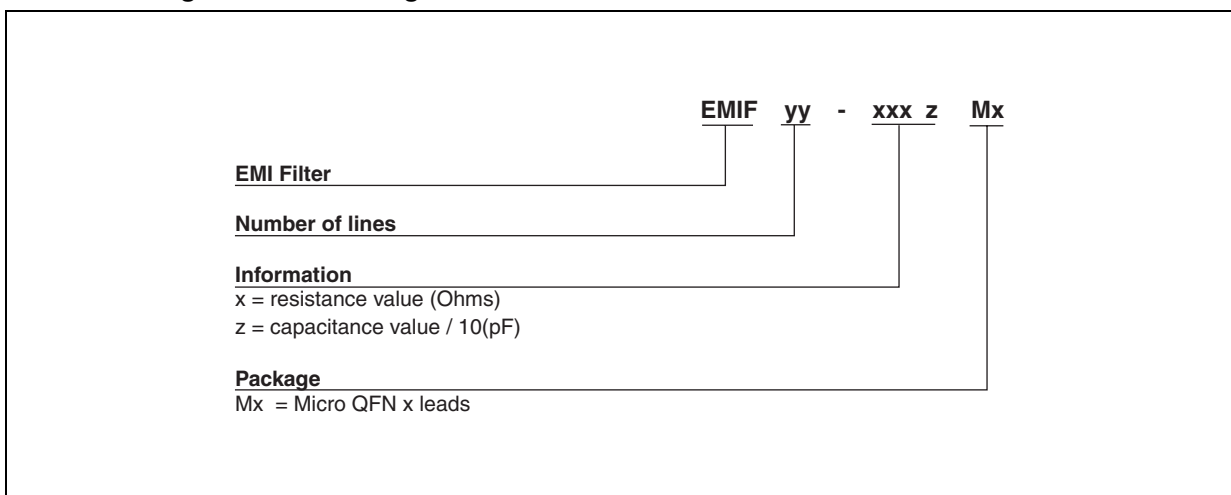 EMIF yy - xxx z Mx
EMI Filter
Number of lines
Information
x = resistance value (Ohms)
z = capacitance value / 10(pF)
Package
Mx = Micro QFN x leads